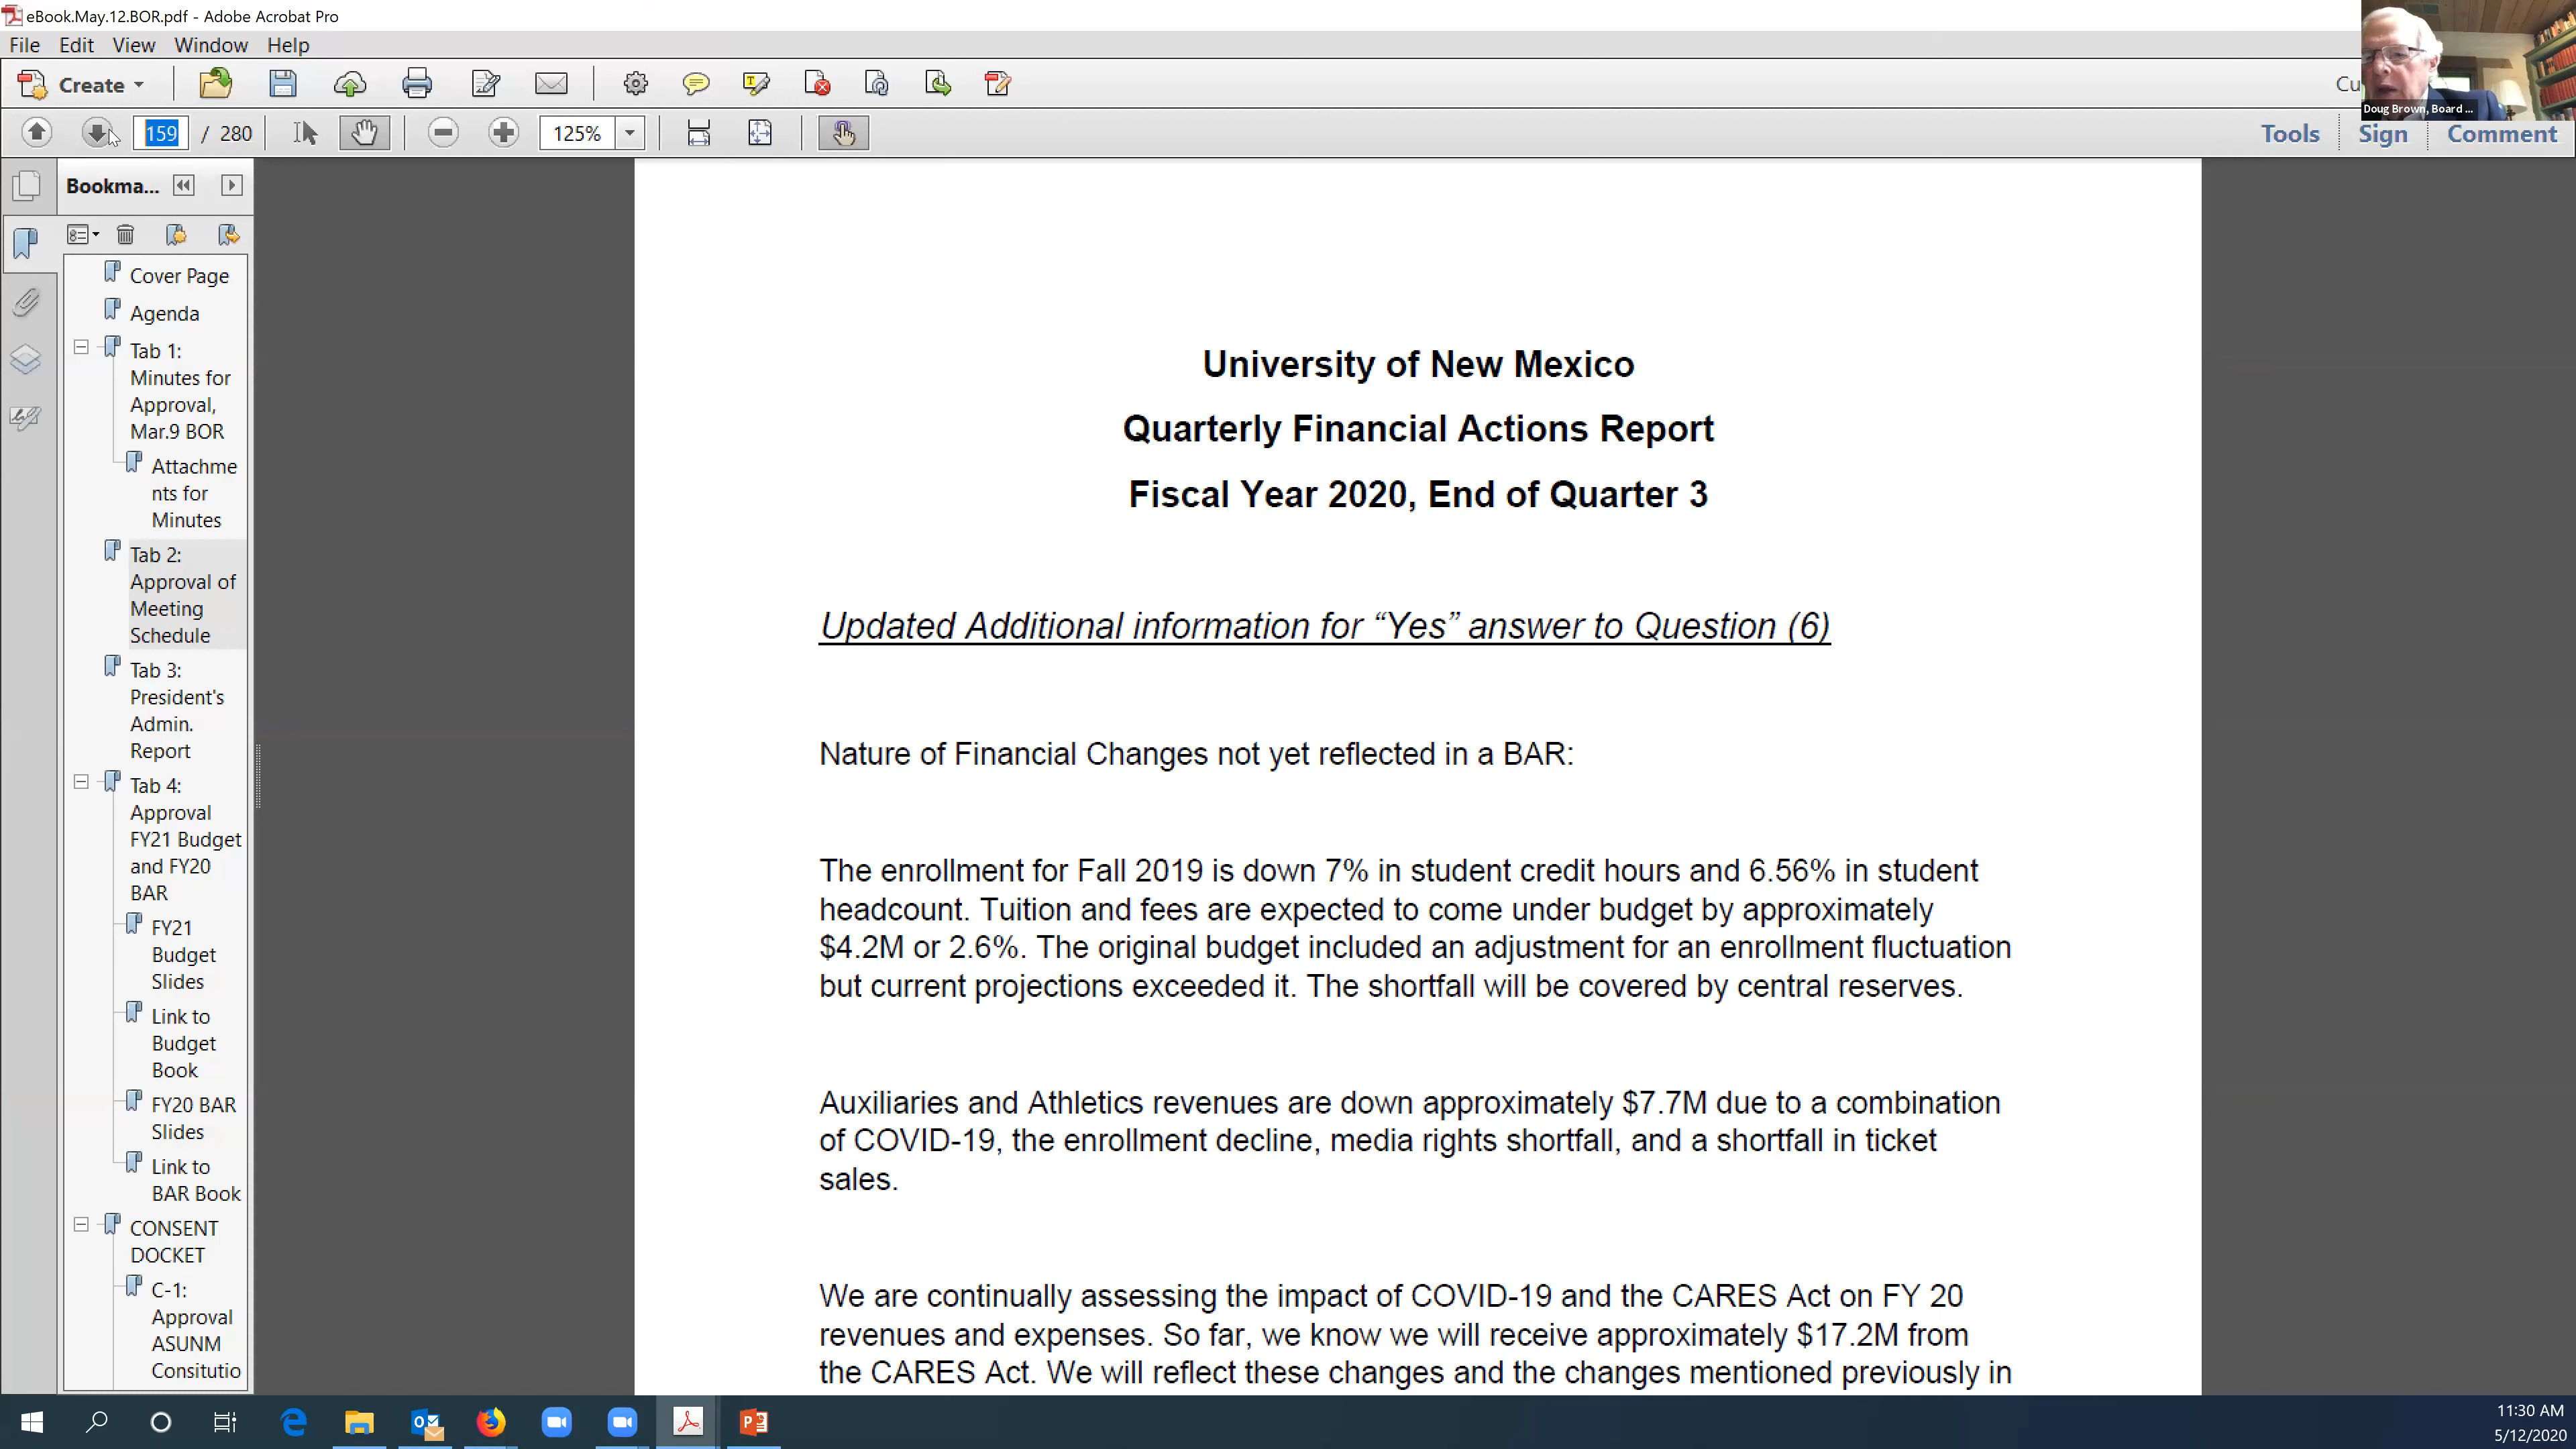 eBook.May.12.BOR.pdf - Adobe Acrobat Pro
File Edit View Window Help
Create
Cu
Doug Brown, Board ...
159 / 280
125%
Tools Sign Comment
Bookma...
Cover Page
Agenda
Tab 1:
Minutes for
Approval,
Mar.9 BOR
Attachme
nts for
Minutes
Tab 2:
Approval of
Meeting
Schedule
Tab 3:
President's
Admin.
Report
Tab 4:
Approval
FY21 Budget
and FY20
BAR
FY21
Budget
Slides
Link to
Budget
Book
FY20 BAR
Slides
Link to
BAR Book
CONSENT
DOCKET
C-1:
Approval
ASUNM
Consitutio
University of New Mexico
Quarterly Financial Actions Report
Fiscal Year 2020, End of Quarter 3
Updated Additional information for “Yes” answer to Question (6)
Nature of Financial Changes not yet reflected in a BAR:
The enrollment for Fall 2019 is down 7% in student credit hours and 6.56% in student
headcount. Tuition and fees are expected to come under budget by approximately
$4.2M or 2.6%. The original budget included an adjustment for an enrollment fluctuation
but current projections exceeded it. The shortfall will be covered by central reserves.
Auxiliaries and Athletics revenues are down approximately $7.7M due to a combination
of COVID-19, the enrollment decline, media rights shortfall, and a shortfall in ticket
sales.
We are continually assessing the impact of COVID-19 and the CARES Act on FY 20
revenues and expenses. So far, we know we will receive approximately $17.2M from
the CARES Act. We will reflect these changes and the changes mentioned previously in
11:30 AM
5/12/2020